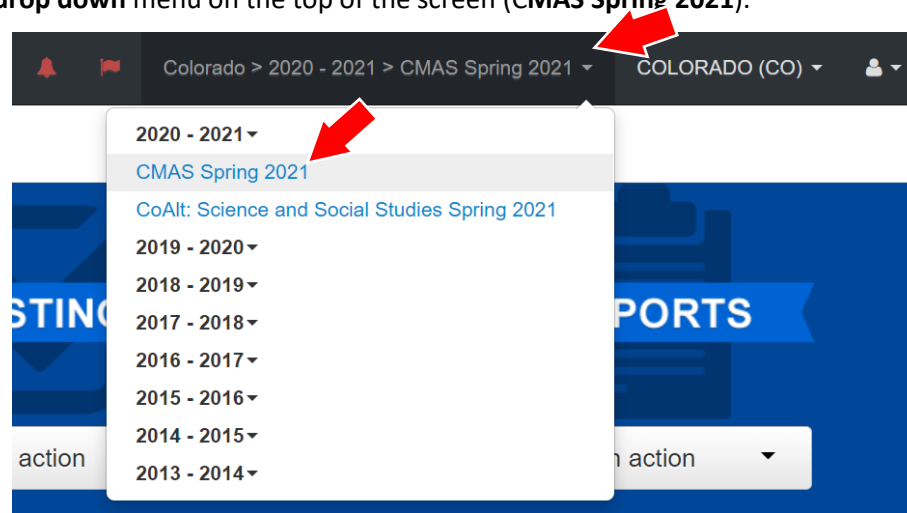 drop down menu on the top of the screen (CMAS Spring 2021).
Colorado > 2020 - 2021 > CMAS Spring 2021 COLORADO (CO)
2020 - 2021
CMAS Spring 2021
CoAlt: Science and Social Studies Spring 2021
2019 - 2020
2018 - 2019
STING PORTS
2017 - 2018
2016 - 2017
2015 - 2016
2014 - 2015
action action
2013 - 2014